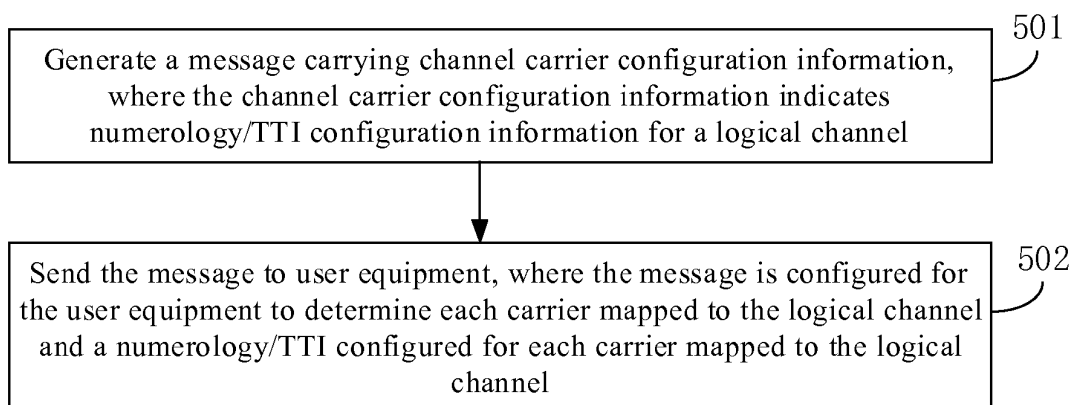 501
Generate a message carrying channel carrier configuration information,
where the channel carrier configuration information indicates
numerology/TTI configuration information for a logical channel
502
Send the message to user equipment, where the message is configured for
the user equipment to determine each carrier mapped to the logical channel
and a numerology/TTI configured for each carrier mapped to the logical
channel